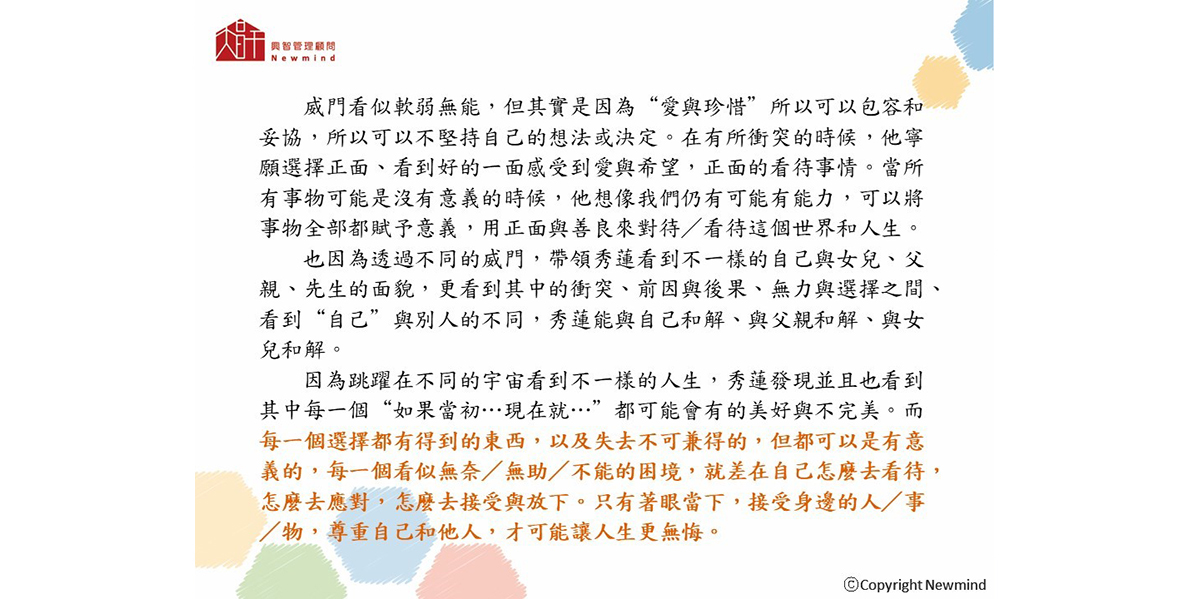 興智管理顧問
Newmind
威門看似軟弱無能，但其實是因為“愛與珍惜”所以可以包容和
妥協，所以可以不堅持自己的想法或決定。在有所衝突的時候，他寧
願選擇正面、看到好的一面感受到愛與希望，正面的看待事情。當所
有事物可能是沒有意義的時候，他想像我們仍有可能有能力，可以將
事物全部都賦予意義，用正面與善良來對待／看待這個世界和人生。
也因為透過不同的威門，帶領秀蓮看到不一樣的自己與女兒、父
親、先生的面貌，更看到其中的衝突、前因與後果、無力與選擇之間、
看到“自己”與別人的不同，秀蓮能與自己和解、與父親和解、與女
兒和解。
因為跳躍在不同的宇宙看到不一樣的人生，秀蓮發現並且也看到
其中每一個“如果當初…現在就…”都可能會有的美好與不完美。而
每一個選擇都有得到的東西，以及失去不可兼得的，但都可以是有意
義的，每一個看似無奈／無助／不能的困境，就差在自己怎麼去看待，
怎麼去應對，怎麼去接受與放下。只有著眼當下，接受身邊的人／事
／物，尊重自己和他人，才可能讓人生更無悔。
ⓒCopyright Newmind